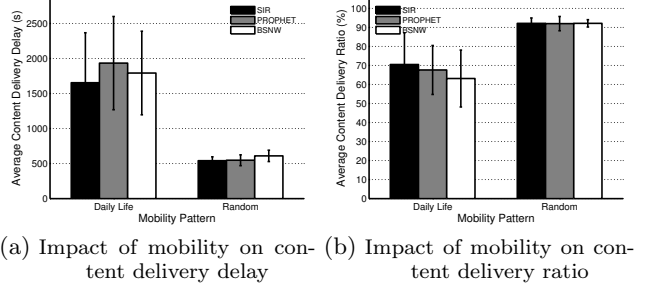 Average Content Delivery Delay (s)
2500
2000
1500
1000
500
0
SIR
PROPHET
BSNW
Daily Life
Random
Mobility Pattern
Average Content Delivery Ratio (%)
100
90
80
70
60
50
40
30
20
10
0
SIR
PROPHET
BSNW
Daily Life
Random
Mobility Pattern
(a) Impact of mobility on con-
tent delivery delay
(b) Impact of mobility on con-
tent delivery ratio